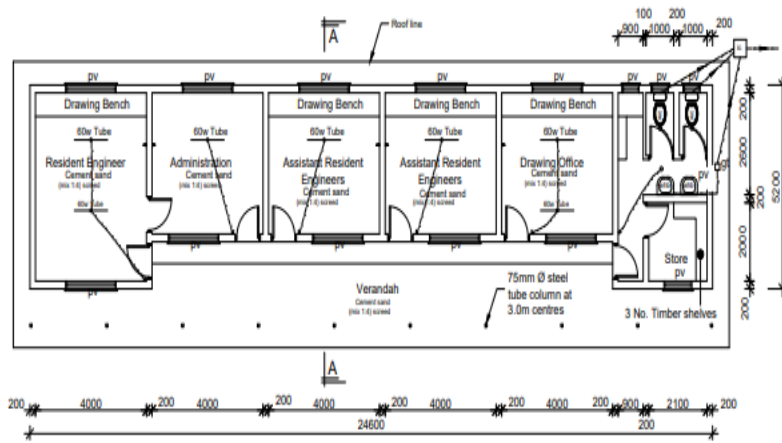 100 200
900 1000 1000 200
A
Roof line
pv pv pv pv pv pv pv pv
Drawing Bench Drawing Bench Drawing Bench Drawing Bench
60w Tube 60w Tube 60w Tube 60w Tube 60w Tube
Resident Engineer
Cement sand
(mix 1:4) screed
60w Tube
Administration
Cement sand
(mix 1:4) screed
Assistant Resident
Engineers
Cement sand
(mix 1:4) screed
Assistant Resident
Engineers
Cement sand
(mix 1:4) screed
Drawing Office
Cement sand
(mix 1:4) screed
pv
gt
200
2600
200
2000
200
5200
pv pv pv pv
pv
Store
pv
Verandah
Cement sand
(mix 1:4) screed
75mm Ø steel
tube column at
3.0m centres
3 No. Timber shelves
A
200 4000 200 4000 200 4000 200 4000 200 4000 200 900 2100 200
24600 200